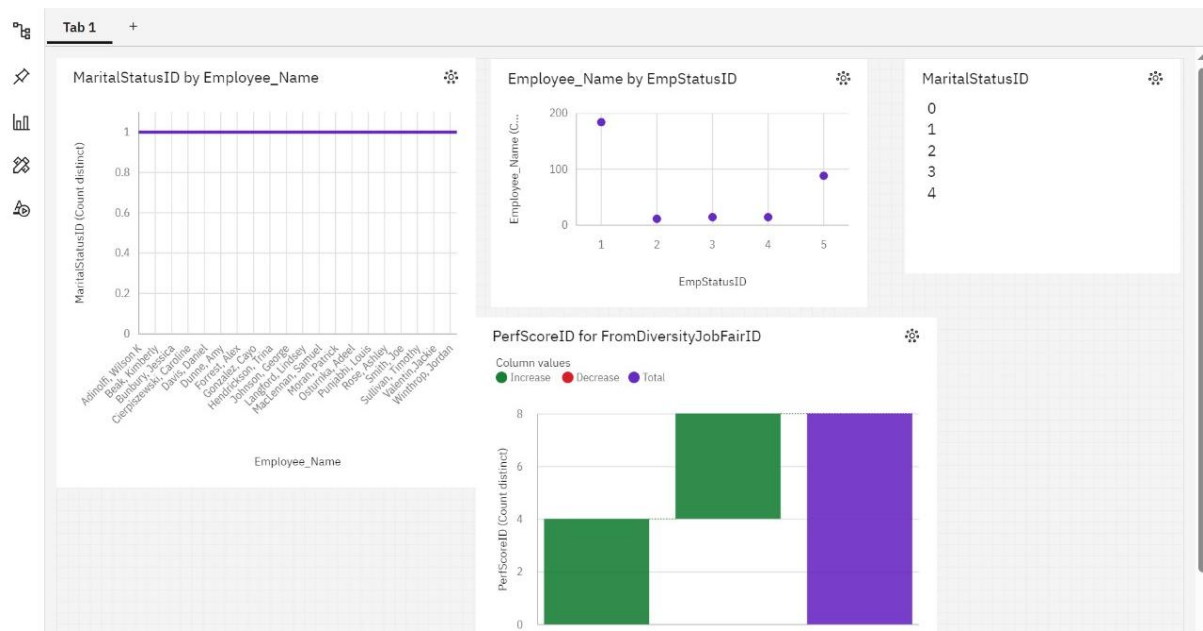 Tab 1 +
MaritalStatusID by Employee_Name
MaritalStatusID (Count distinct)
1
0.8
0.6
0.4
0.2
0
Adinolfi, Wilson K
Beak, Kimberly
Bunbury, Jessica
Cierpiszewski, Caroline
Davis, Daniel
Dunne, Amy
Forrest, Alex
Gonzalez, Cayo
Hendrickson, Trina
Johnson, George
Langford, Lindsey
MacLennan, Samuel
Moran, Patrick
Osturnka, Adeel
Punjabhi, Louis
Rose, Ashley
Smith, Joe
Sullivan, Timothy
Valentin, Jackie
Winthrop, Jordan
Employee_Name
Employee_Name by EmpStatusID
Employee_Name (C...
200
100
0
1 2 3 4 5
EmpStatusID
MaritalStatusID
0
1
2
3
4
PerfScoreID for FromDiversityJobFairID
Column values
Increase Decrease Total
PerfScoreID (Count distinct)
8
6
4
2
0